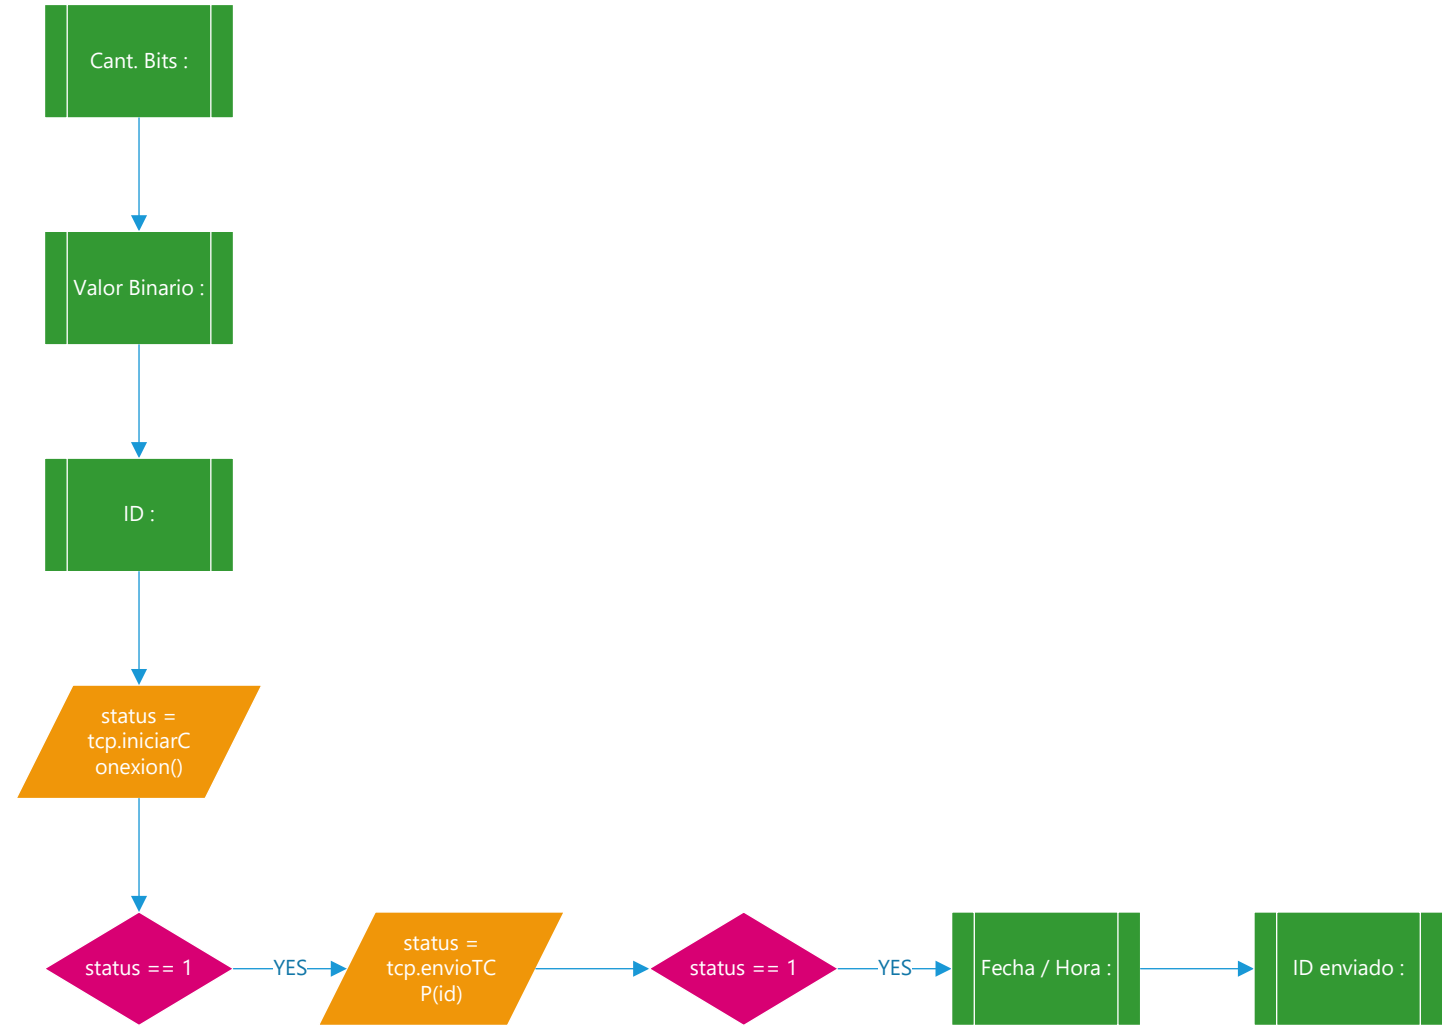 Cant. Bits :
Valor Binario :
ID :
status =
tcp.iniciarC
onexion()
status == 1
YES
status =
tcp.envioTC
P(id)
status == 1
YES
Fecha / Hora :
ID enviado :